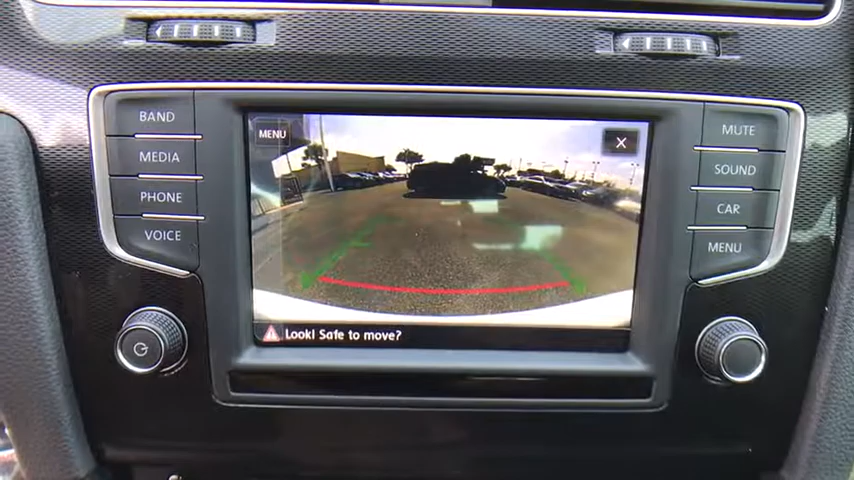 BAND
MEDIA
PHONE
VOICE
MENU
X
Look! Safe to move?
MUTE
SOUND
CAR
MENU